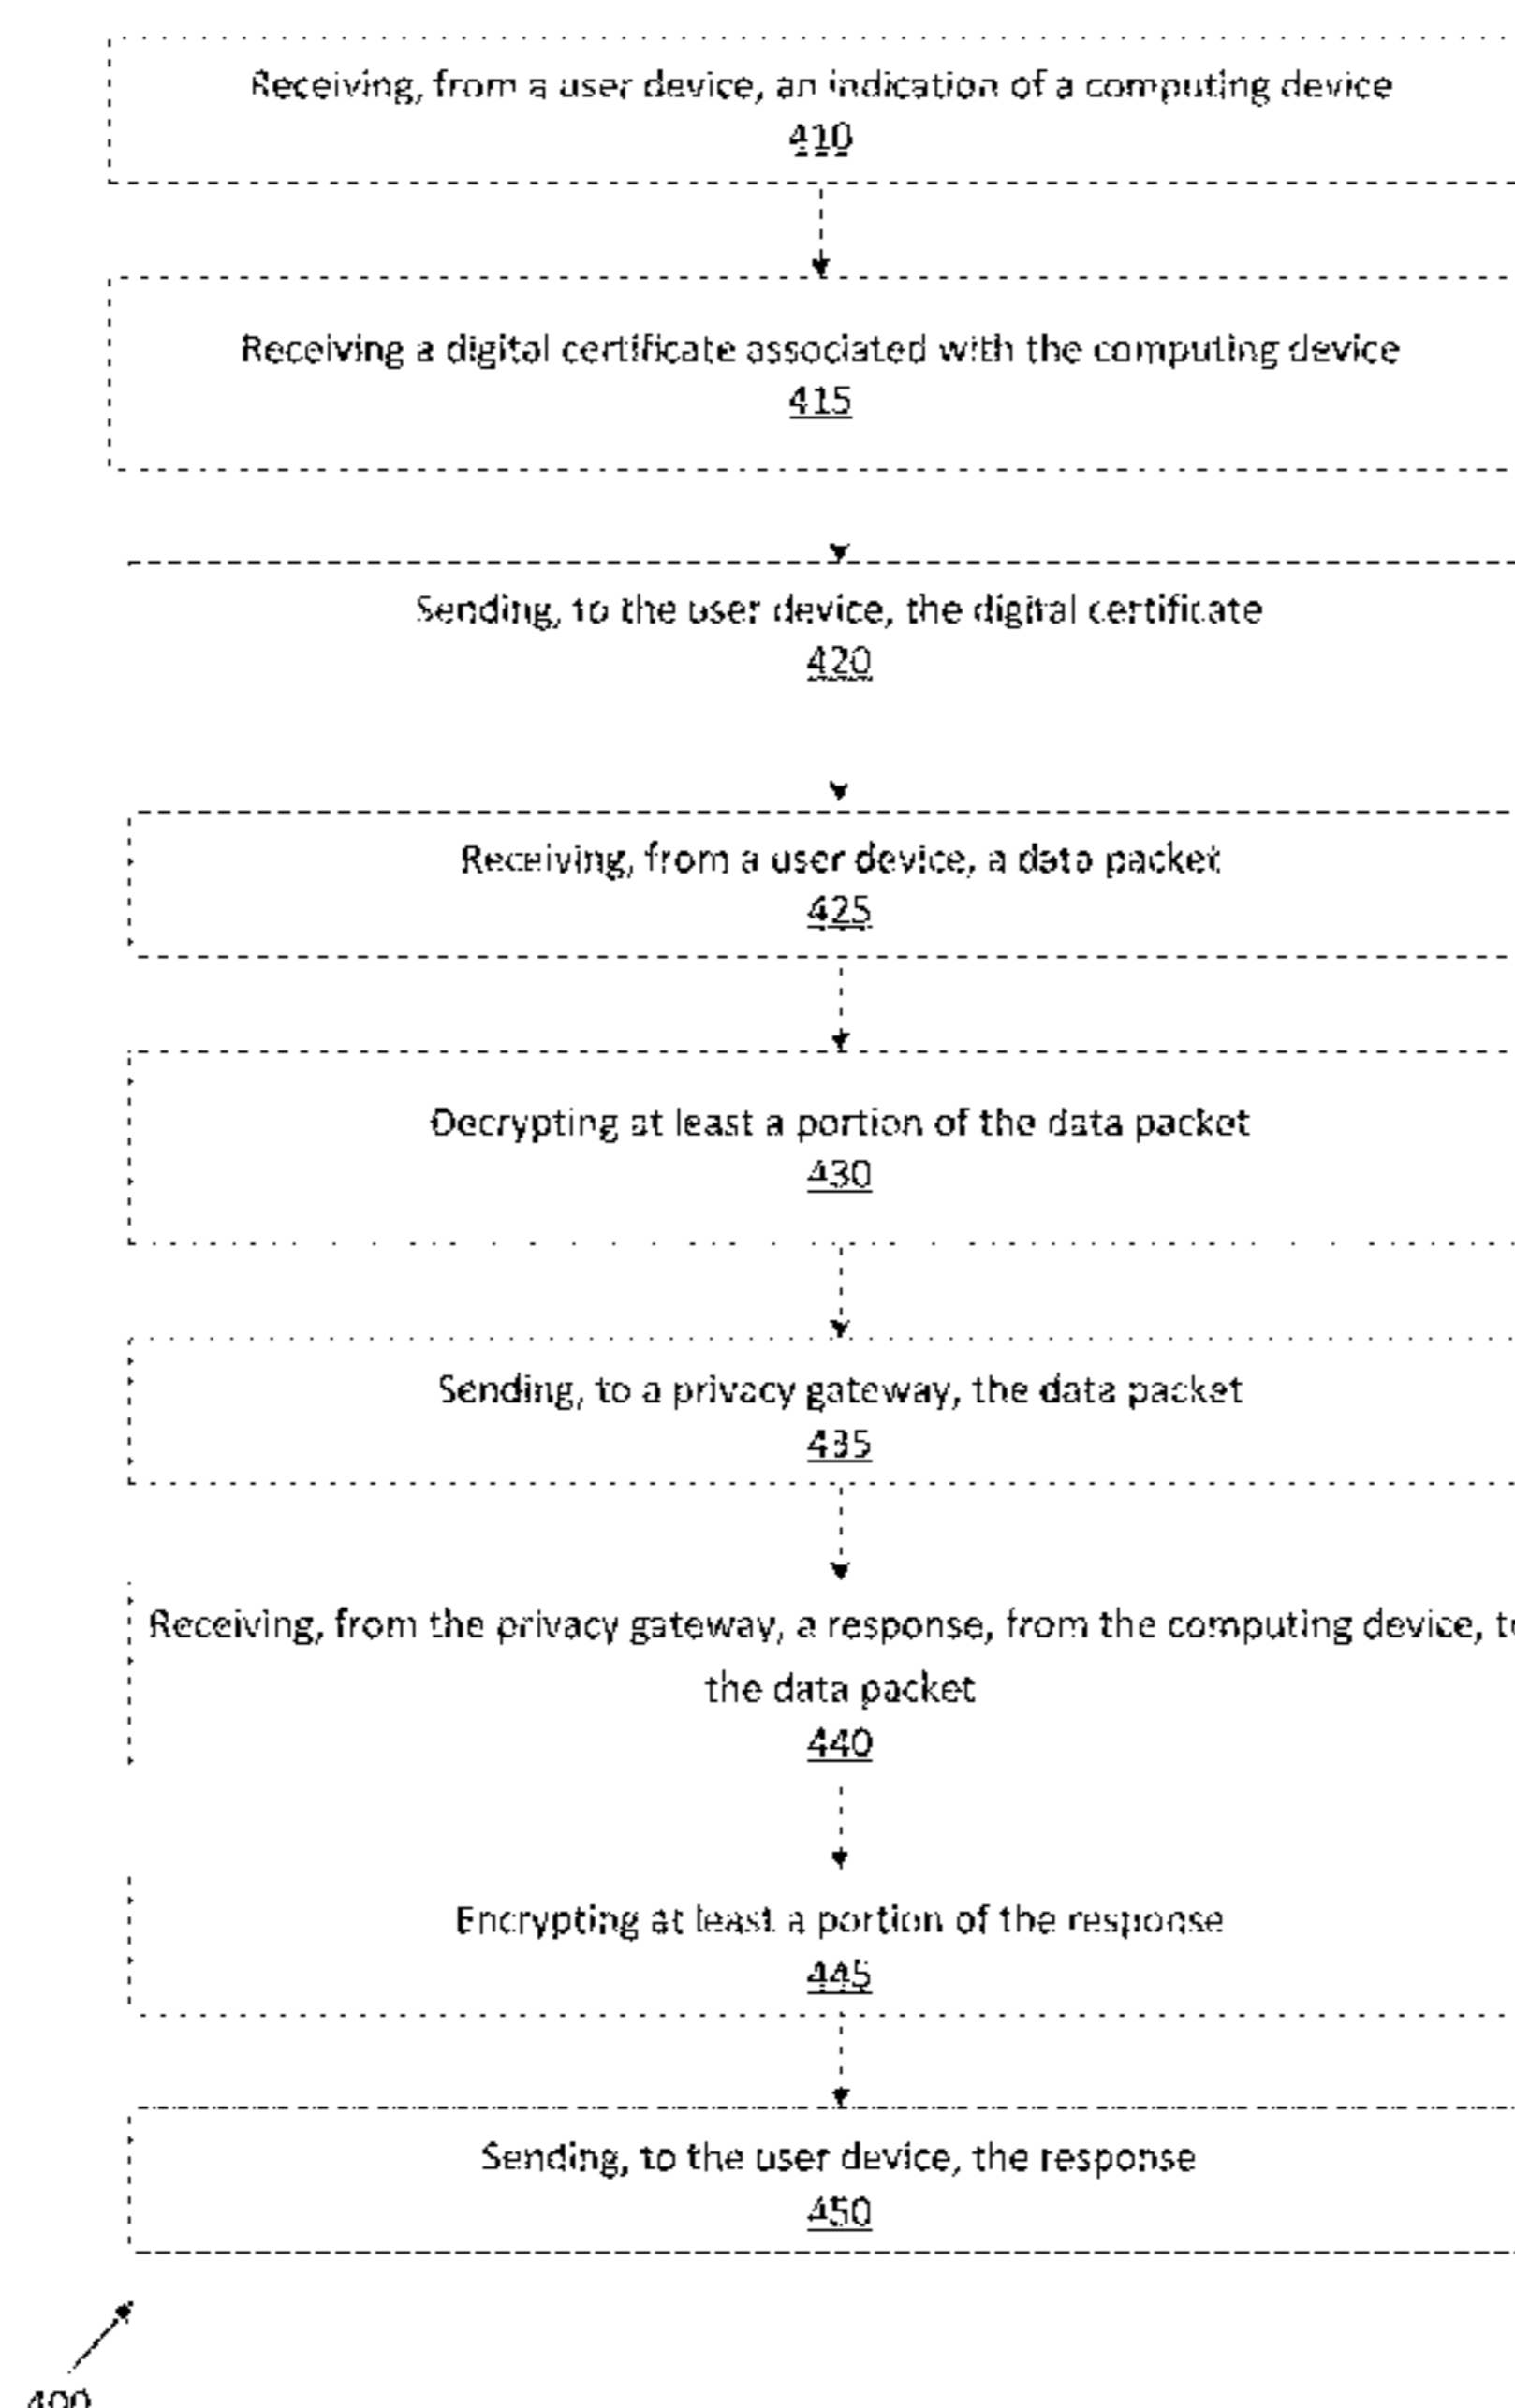 Receiving, from a user device, an indication of a computing device
410
Receiving a digital certificate associated with the computing device
415
Sending, to the user device, the digital certificate
420
Receiving, from a user device, a data packet
425
Decrypting at least a portion of the data packet
430
Sending, to a privacy gateway, the data packet
435
Receiving, from the privacy gateway, a response, from the computing device, to
the data packet
440
Encrypting at least a portion of the response
445
Sending, to the user device, the response
450
400